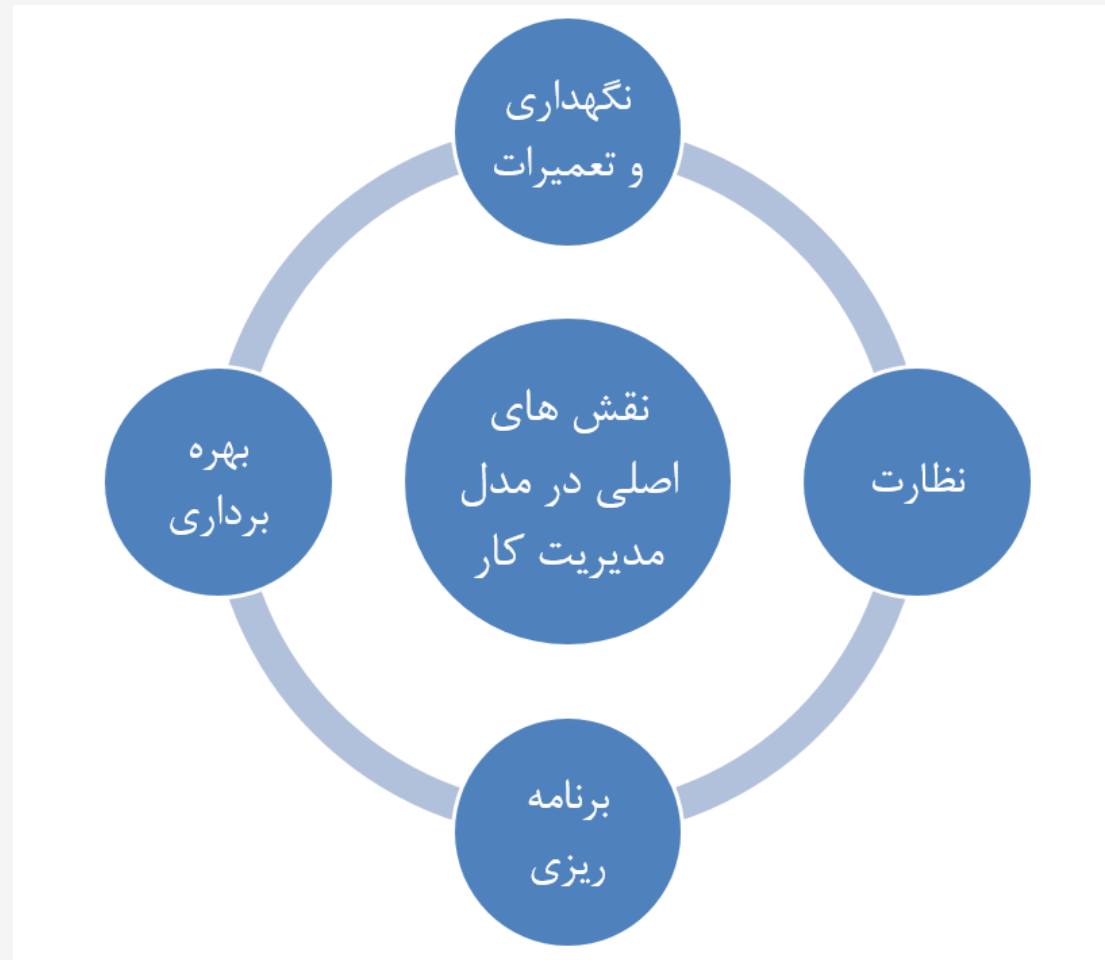 نگهداری
و تعمیرات
نقش های
اصلی در مدل
مدیریت کار
نظارت
بهره
برداری
برنامه
ریزی